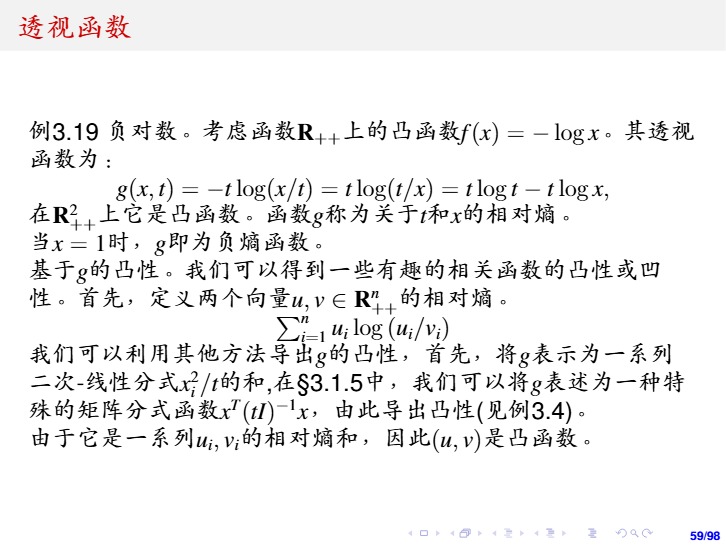 透视函数
例3.19 负对数。考虑函数R₊₊上的凸函数f(x) = − log x。其透视
函数为：
g(x, t) = −t log(x/t) = t log(t/x) = t log t − t log x,
在R²₊₊上它是凸函数。函数g称为关于t和x的相对熵。
当x = 1时，g即为负熵函数。
基于g的凸性。我们可以得到一些有趣的相关函数的凸性或凹
性。首先，定义两个向量u, v ∈ Rⁿ₊₊的相对熵。
∑ⁿᵢ₌₁ uᵢ log (uᵢ/vᵢ)
我们可以利用其他方法导出g的凸性，首先，将g表示为一系列
二次-线性分式xᵢ²/t的和,在§3.1.5中，我们可以将g表述为一种特
殊的矩阵分式函数xᵀ(tI)⁻¹x，由此导出凸性(见例3.4)。
由于它是一系列uᵢ, vᵢ的相对熵和，因此(u, v)是凸函数。
59/98